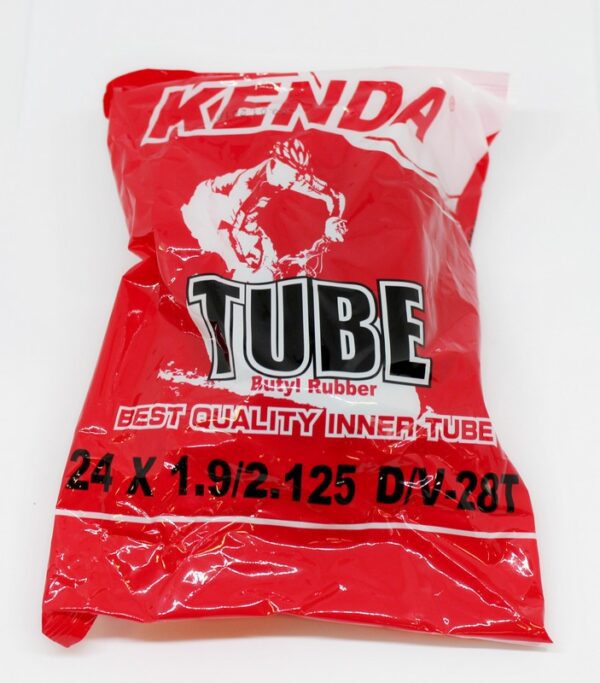 KENDA
TUBE
Butyl Rubber
BEST QUALITY INNER TUBE
24 X 1.9/2.125 D/V-28T